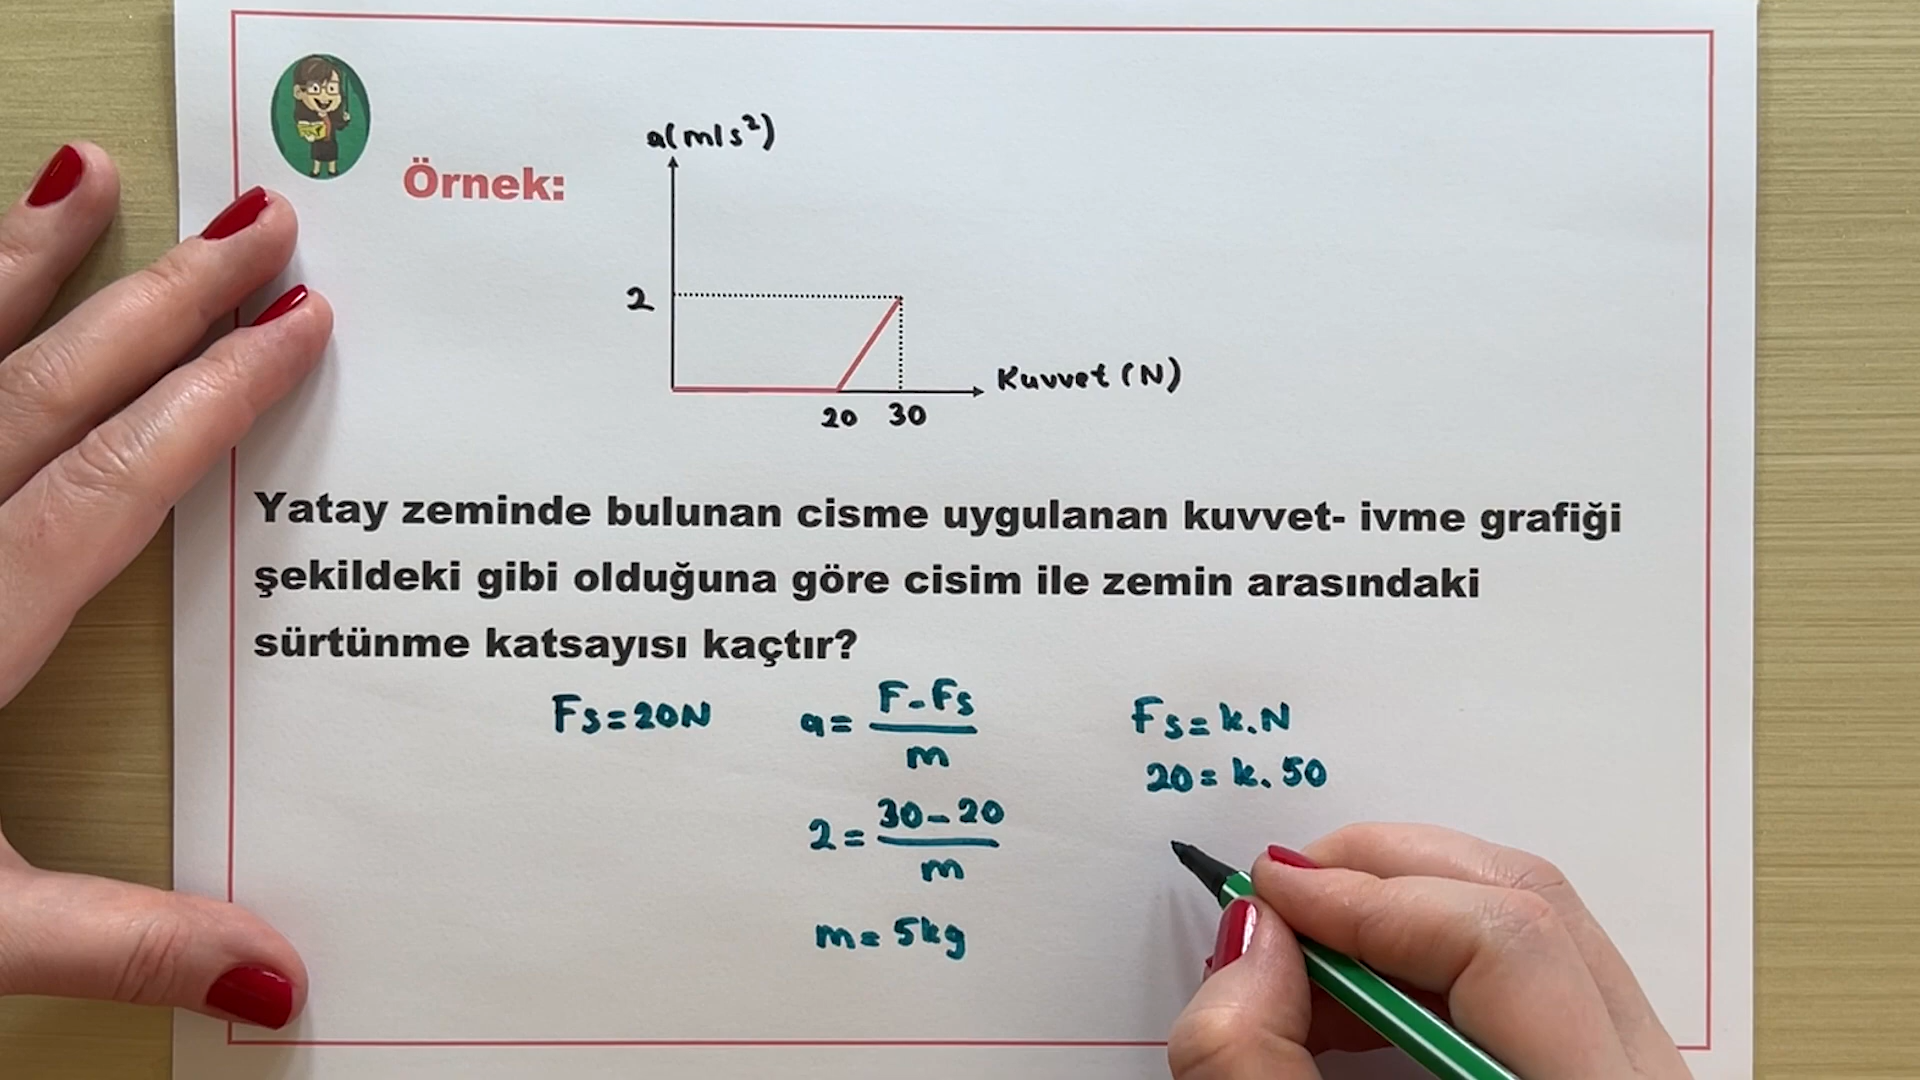 Örnek:
a(m/s²)
2
Kuvvet (N)
20 30
Yatay zeminde bulunan cisme uygulanan kuvvet- ivme grafiği
şekildeki gibi olduğuna göre cisim ile zemin arasındaki
sürtünme katsayısı kaçtır?
Fs=20N
a= F-Fs / m
2= 30-20 / m
m=5kg
Fs=k.N
20=k.50